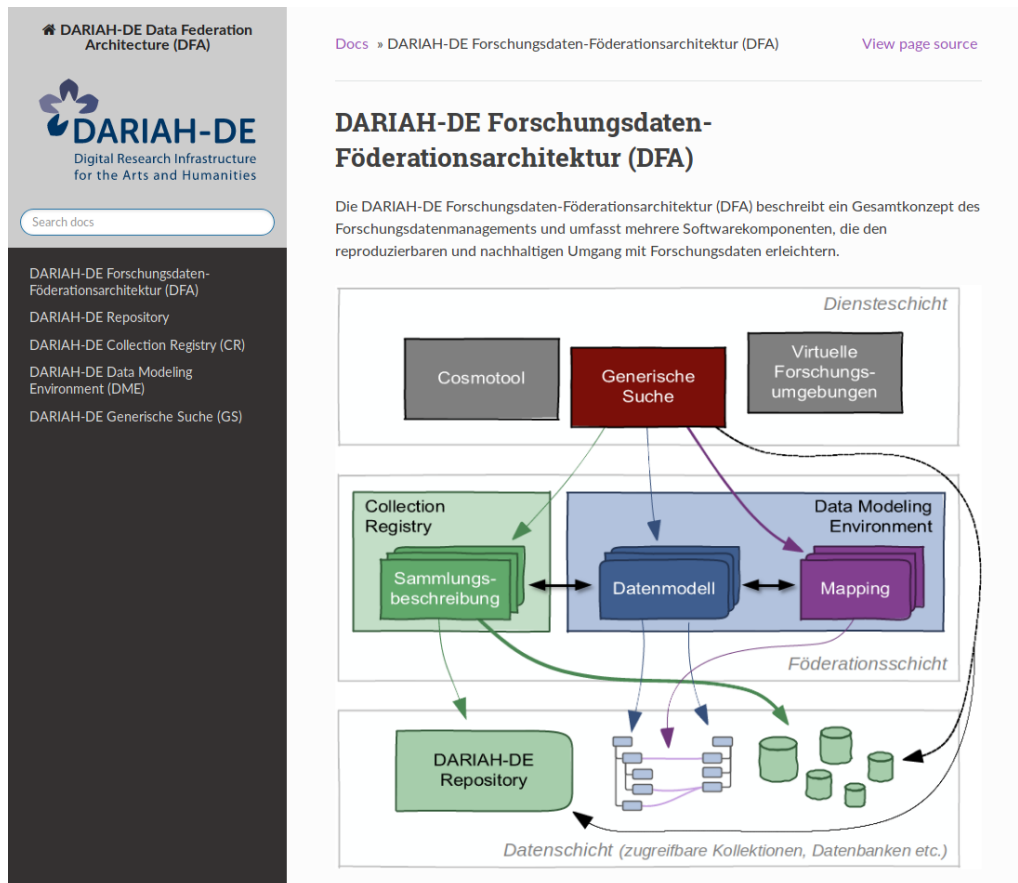 DARIAH-DE Data Federation
Architecture (DFA)
DARIAH-DE
Digital Research Infrastructure
for the Arts and Humanities
Search docs
DARIAH-DE Forschungsdaten-
Föderationsarchitektur (DFA)
DARIAH-DE Repository
DARIAH-DE Collection Registry (CR)
DARIAH-DE Data Modeling
Environment (DME)
DARIAH-DE Generische Suche (GS)
Docs » DARIAH-DE Forschungsdaten-Föderationsarchitektur (DFA)
View page source
DARIAH-DE Forschungsdaten-
Föderationsarchitektur (DFA)
Die DARIAH-DE Forschungsdaten-Föderationsarchitektur (DFA) beschreibt ein Gesamtkonzept des
Forschungsdatenmanagements und umfasst mehrere Softwarekomponenten, die den
reproduzierbaren und nachhaltigen Umgang mit Forschungsdaten erleichtern.
Diensteschicht
Cosmotool
Generische
Suche
Virtuelle
Forschungs-
umgebungen
Collection
Registry
Data Modeling
Environment
Sammlungs-
beschreibung
Datenmodell
Mapping
Föderationsschicht
DARIAH-DE
Repository
Datenschicht (zugreifbare Kollektionen, Datenbanken etc.)